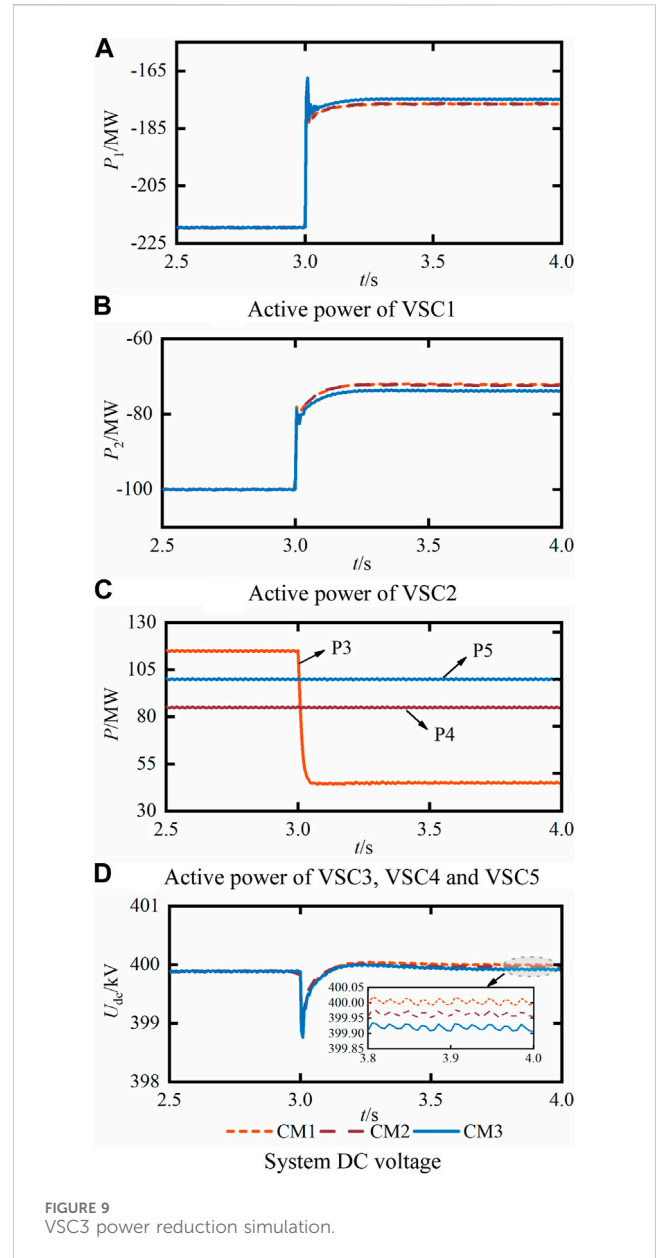 A
-165
-185
-205
-225
P1/MW
2.5 3.0 3.5 4.0
t/s
Active power of VSC1
B
-60
-80
-100
P2/MW
2.5 3.0 3.5 4.0
t/s
Active power of VSC2
C
130
105
80
55
30
P/MW
P3
P5
P4
2.5 3.0 3.5 4.0
t/s
Active power of VSC3, VSC4 and VSC5
D
401
400
399
398
Udc/kV
400.05
400.00
399.95
399.90
399.85
3.8 3.9 4.0
2.5 3.0 3.5 4.0
t/s
CM1 CM2 CM3
System DC voltage
FIGURE 9
VSC3 power reduction simulation.